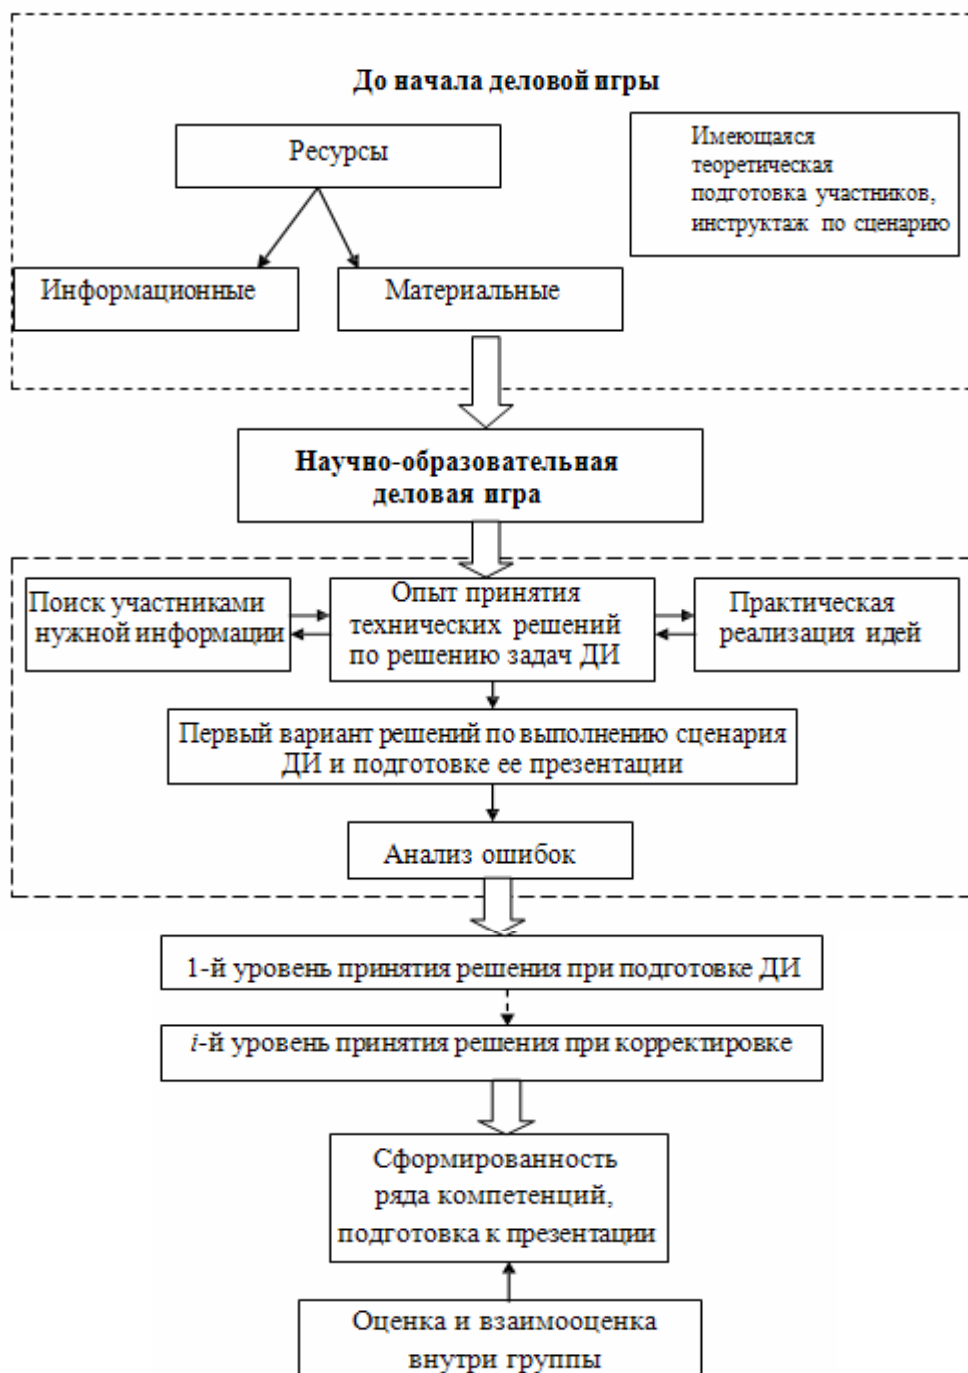 До начала деловой игры
Ресурсы
Имеющаяся
теоретическая
подготовка участников,
инструктаж по сценарию
Информационные
Материальные
Научно-образовательная
деловая игра
Поиск участниками
нужной информации
Опыт принятия
технических решений
по решению задач ДИ
Практическая
реализация идей
Первый вариант решений по выполнению сценария
ДИ и подготовке ее презентации
Анализ ошибок
1-й уровень принятия решения при подготовке ДИ
i-й уровень принятия решения при корректировке
Сформированность
ряда компетенций,
подготовка к презентации
Оценка и взаимооценка
внутри группы